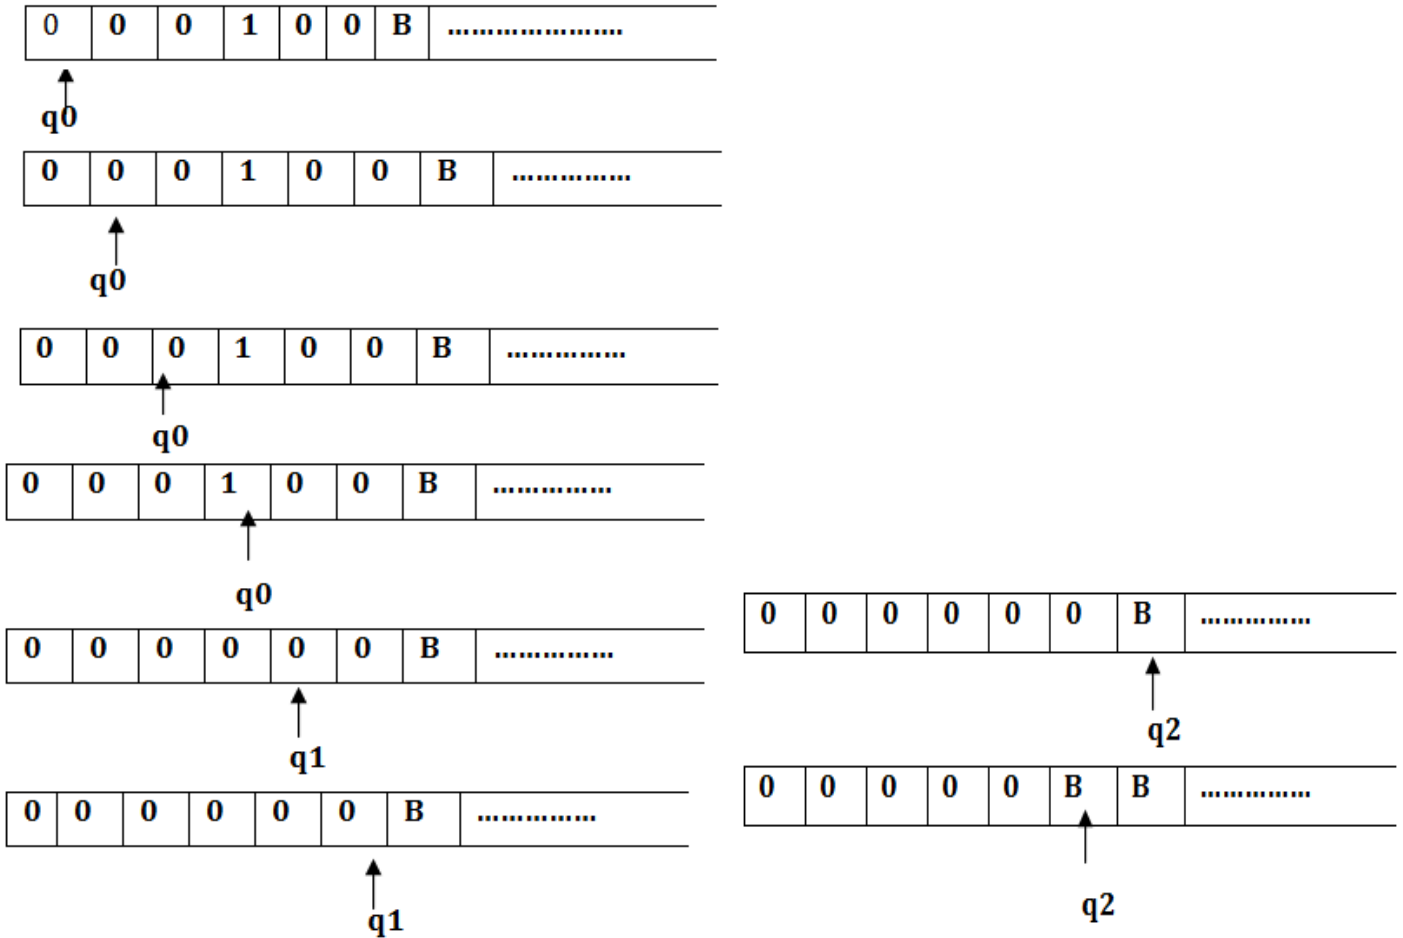 0 0 0 1 0 0 B .....................
q0
0 0 0 1 0 0 B ...............
q0
0 0 0 1 0 0 B ...............
q0
0 0 0 1 0 0 B ...............
q0
0 0 0 0 0 0 B ...............
q1
0 0 0 0 0 0 B ...............
q1
0 0 0 0 0 0 B ...............
q2
0 0 0 0 0 B B ...............
q2